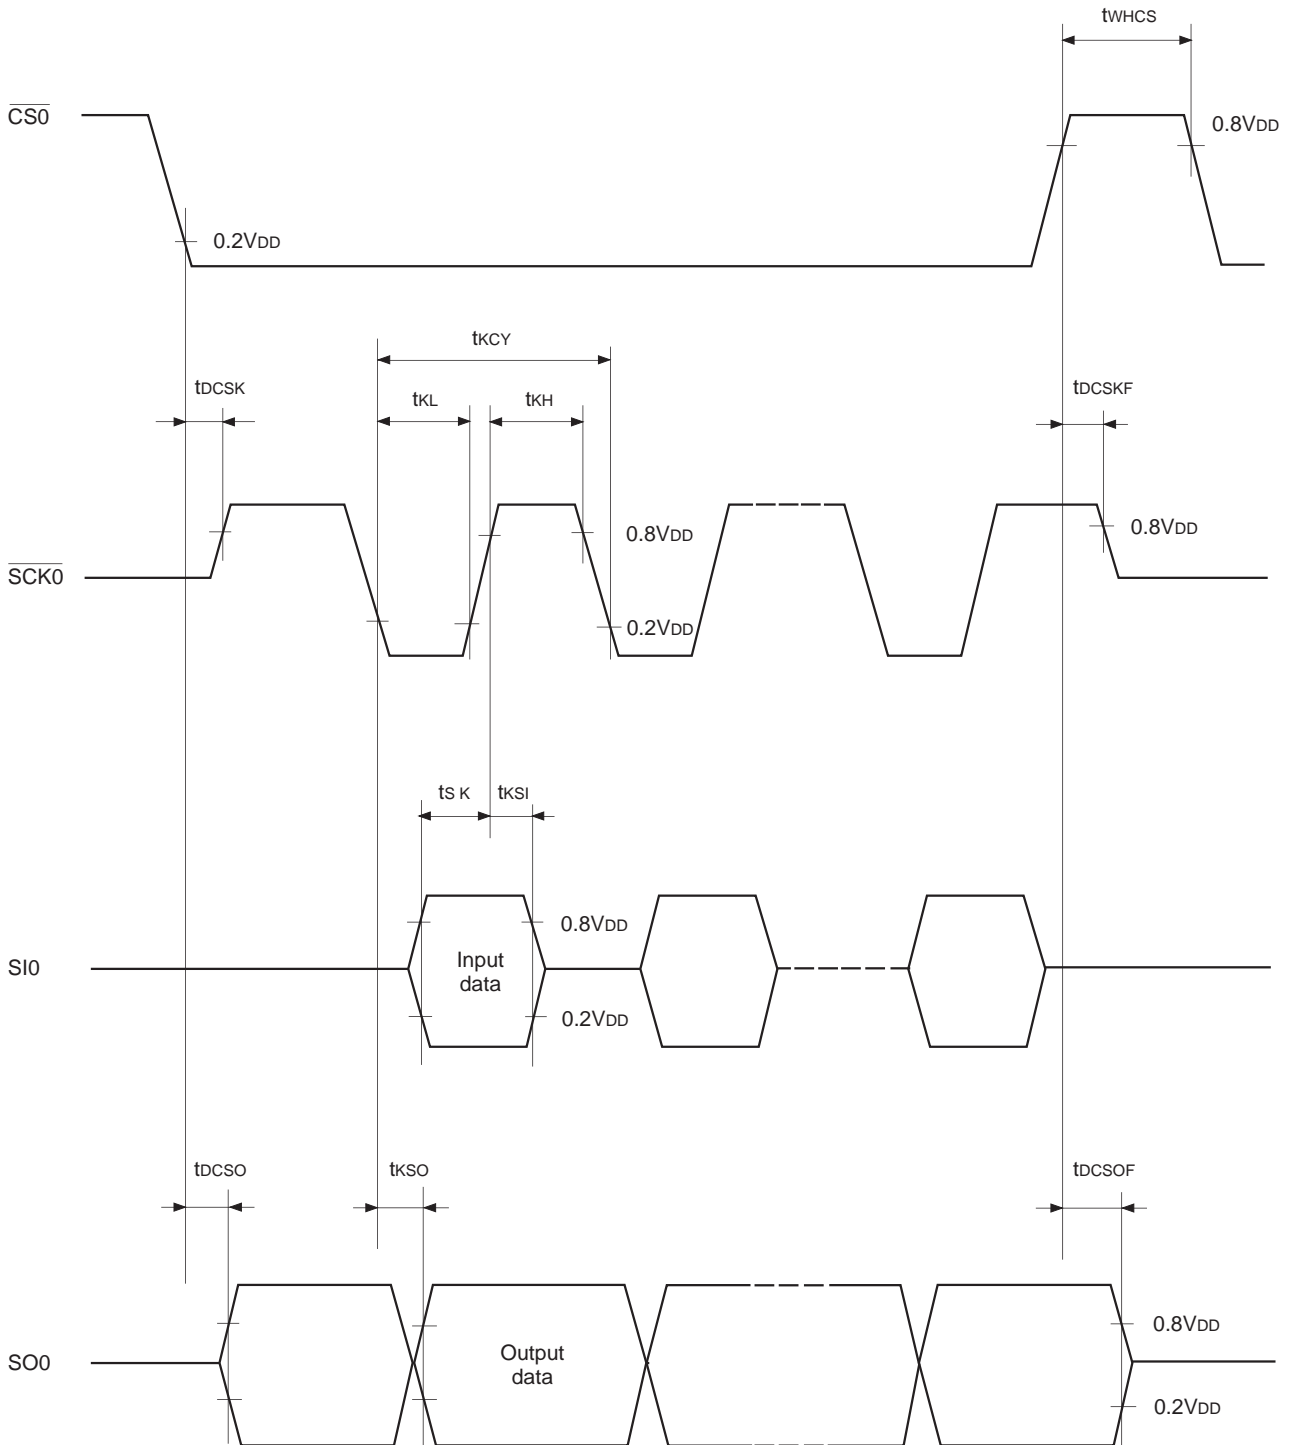 tWHCS
CS0
0.8VDD
0.2VDD
tKCY
tDCSK
tKL
tKH
tDCSKF
0.8VDD
0.8VDD
SCK0
0.2VDD
tS K
tKSI
0.8VDD
SI0
Input
data
0.2VDD
tDCSO
tKSO
tDCSOF
0.8VDD
SO0
Output
data
0.2VDD